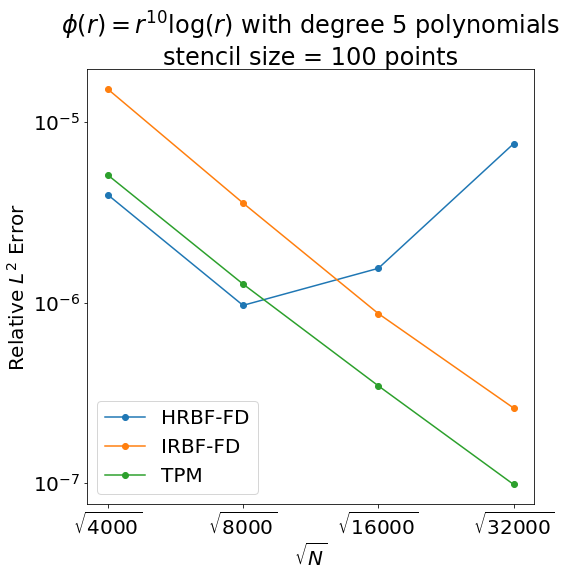 ϕ(r) = r¹⁰log(r) with degree 5 polynomials
stencil size = 100 points
Relative L² Error
10⁻⁵
10⁻⁶
10⁻⁷
HRBF-FD
IRBF-FD
TPM
√4000
√8000
√16000
√32000
√N